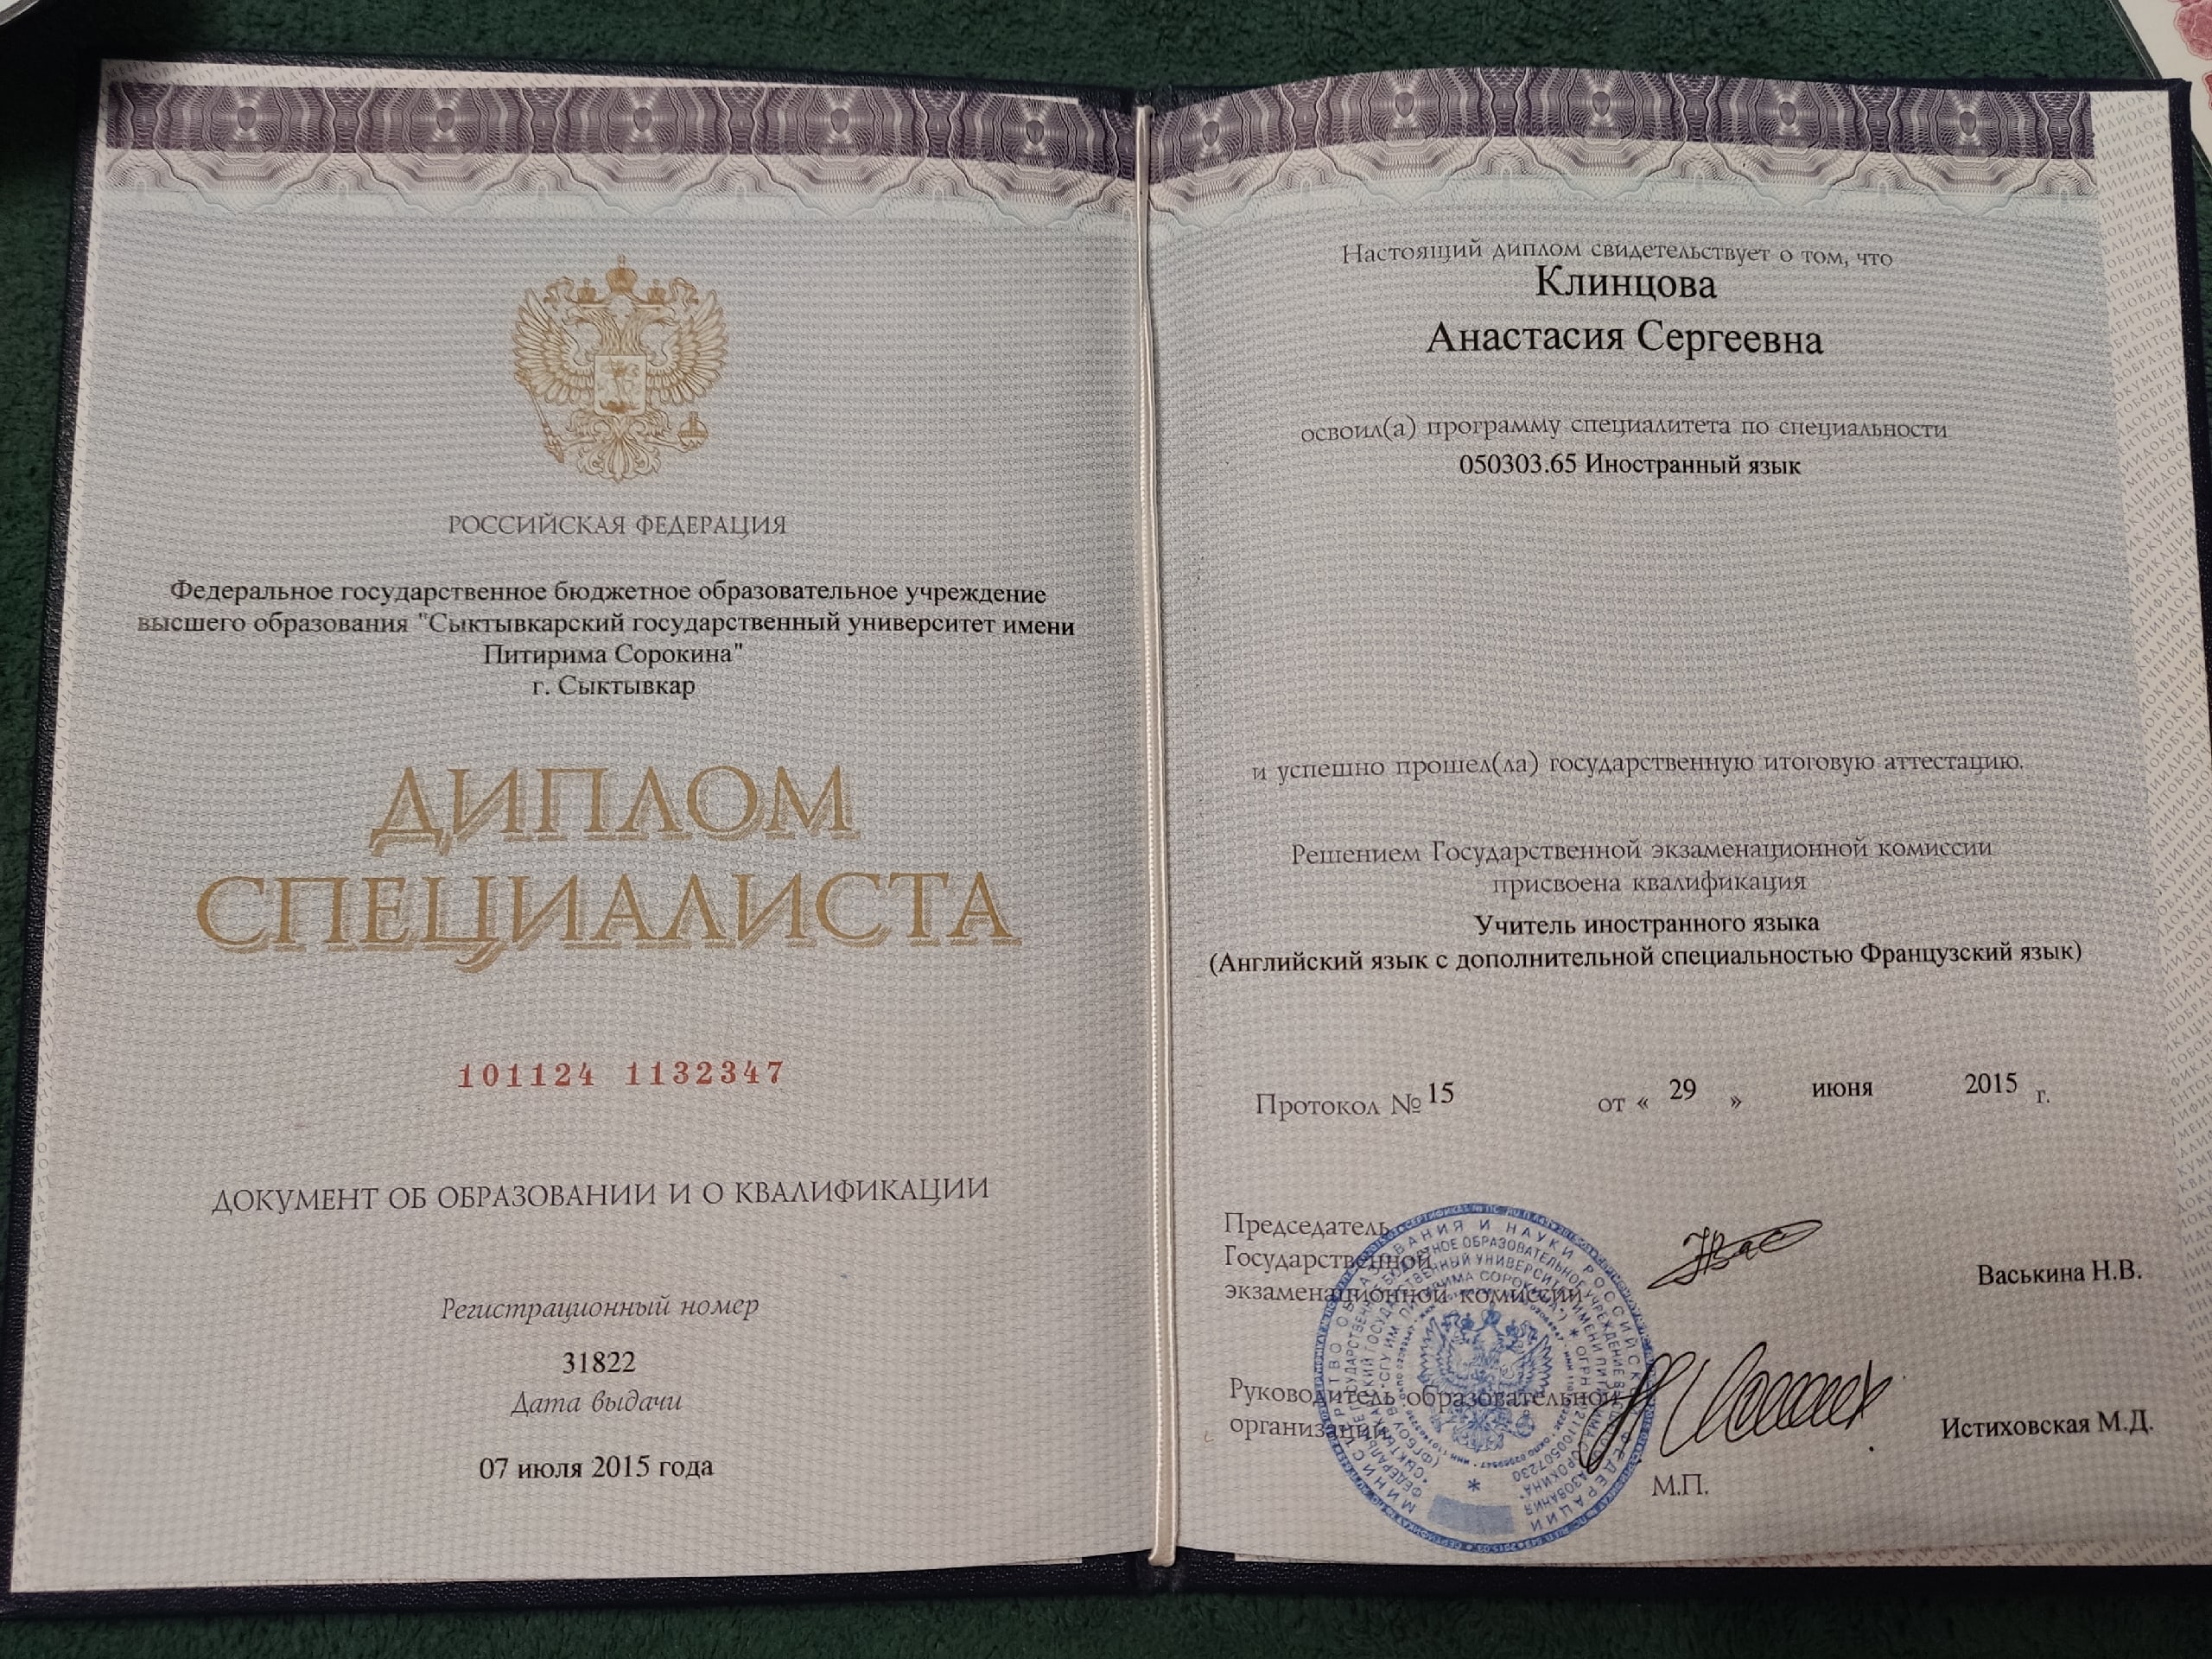 РОССИЙСКАЯ ФЕДЕРАЦИЯ
Федеральное государственное бюджетное образовательное учреждение
высшего образования "Сыктывкарский государственный университет имени
Питирима Сорокина"
г. Сыктывкар
ДИПЛОМ
СПЕЦИАЛИСТА
101124 1132347
ДОКУМЕНТ ОБ ОБРАЗОВАНИИ И О КВАЛИФИКАЦИИ
Регистрационный номер
31822
Дата выдачи
07 июля 2015 года
Настоящий диплом свидетельствует о том, что
Клинцова
Анастасия Сергеевна
освоил(а) программу специалитета по специальности
050303.65 Иностранный язык
и успешно прошел(ла) государственную итоговую аттестацию.
Решением Государственной экзаменационной комиссии
присвоена квалификация
Учитель иностранного языка
(Английский язык с дополнительной специальностью Французский язык)
Протокол № 15 от « 29 » июня 2015 г.
Председатель
Государственной
экзаменационной комиссии
Васькина Н.В.
Руководитель образовательной
организации
Истиховская М.Д.
М.П.